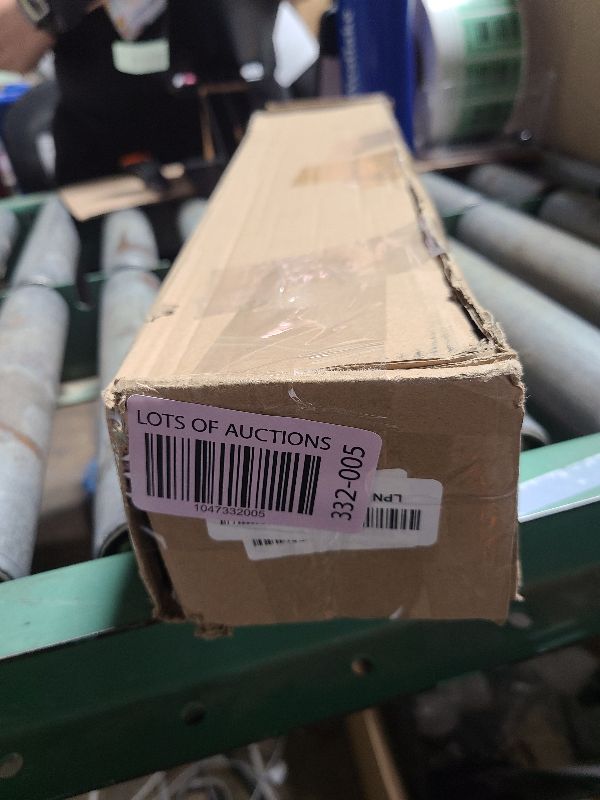 LOTS OF AUCTIONS
1047332005
332-005
LPN